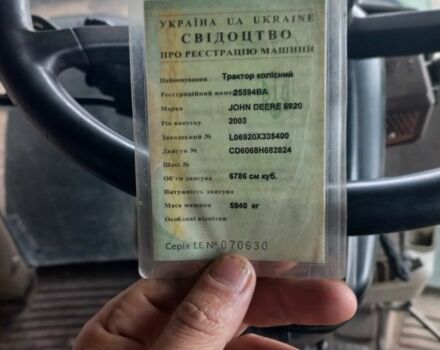 УКРАЇНА UA UKRAINE
СВІДОЦТВО
ПРО РЕЄСТРАЦІЮ МАШИНИ
Найменування Трактор колісний
Реєстраційний номер 25594ВА
Марка JOHN DEERE 6920
Рік випуску 2003
Заводський № L06920X335400
Двигун № CD6068H682824
Шасі №
Об'єм двигуна 6786 см куб.
Потужність двигуна
Маса машини 5940 кг
Особливі відмітки
Серія ЕЕ № 070630